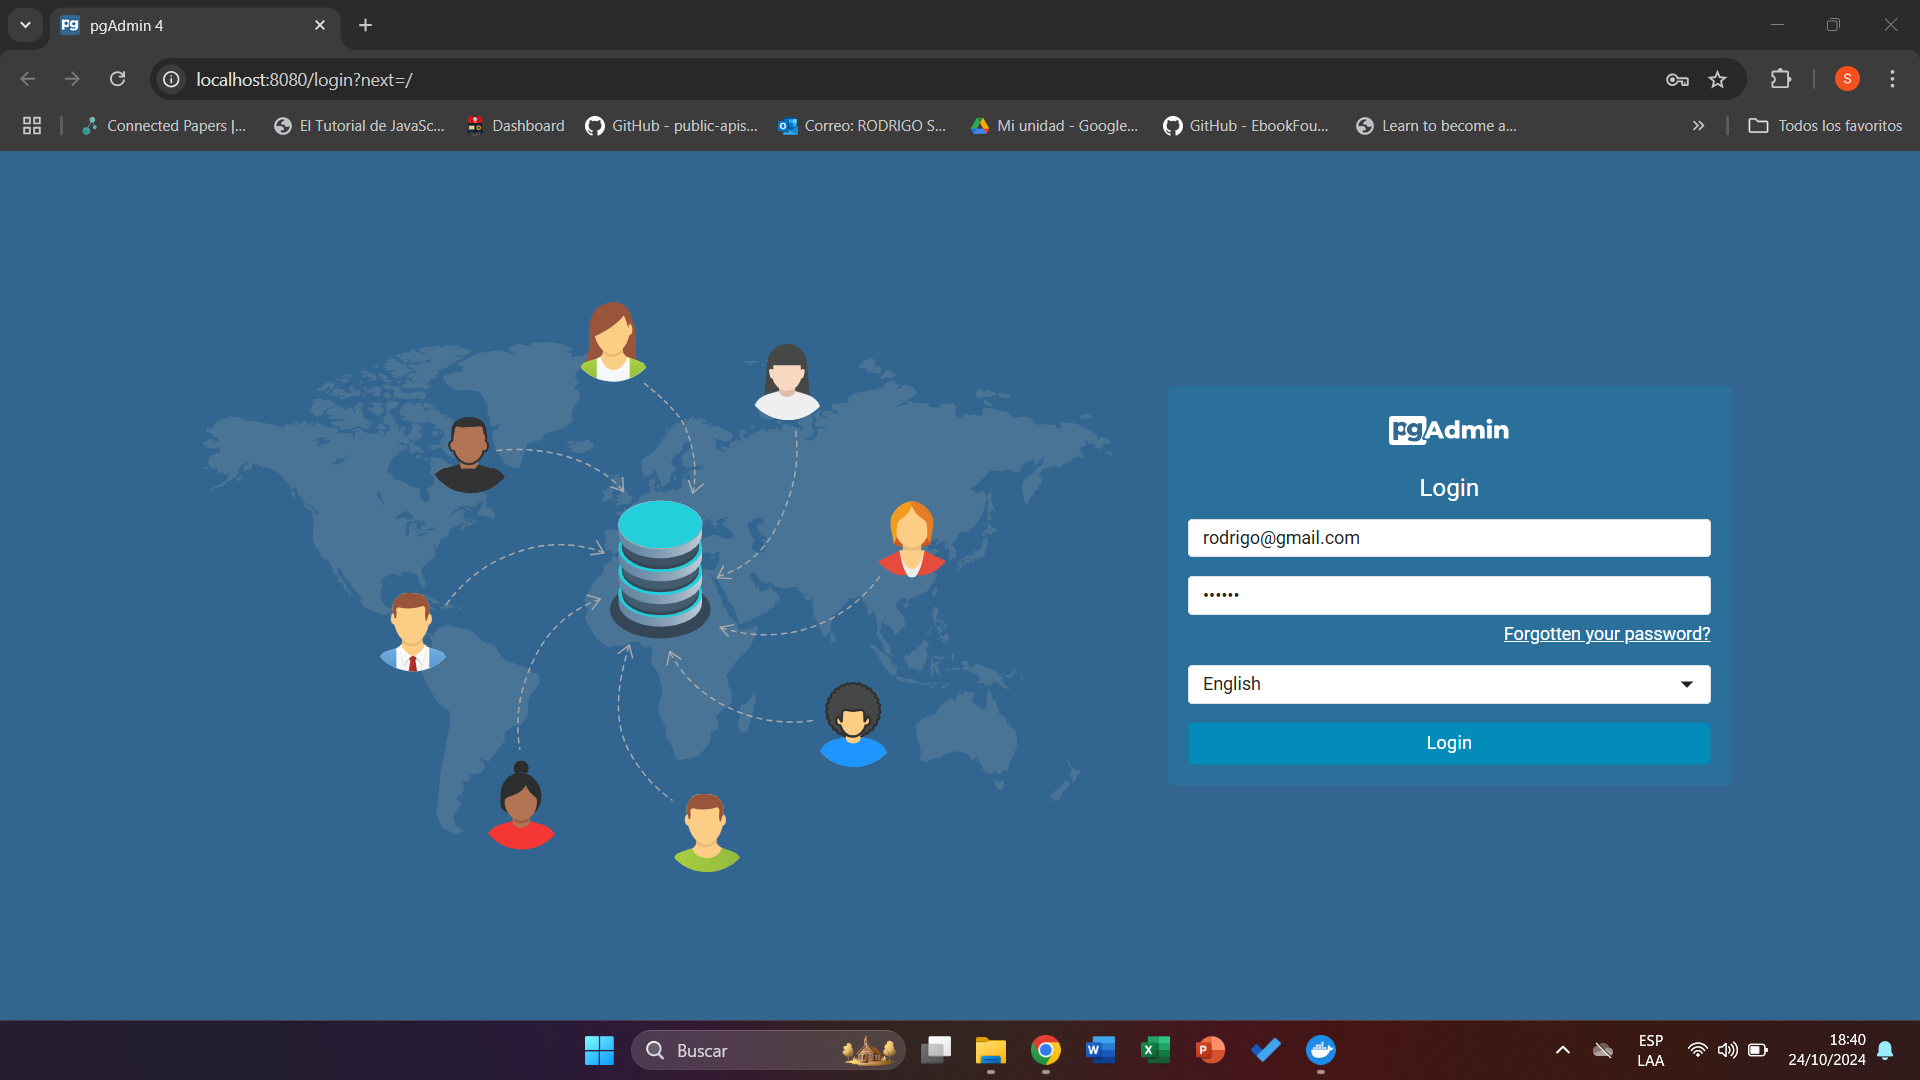 pgAdmin 4
localhost:8080/login?next=/
S
Connected Papers |...
El Tutorial de JavaSc...
Dashboard
GitHub - public-apis...
Correo: RODRIGO S...
Mi unidad - Google...
GitHub - EbookFou...
Learn to become a...
Todos los favoritos
pgAdmin
Login
rodrigo@gmail.com
••••••
Forgotten your password?
English
Login
Buscar
ESP
LAA
18:40
24/10/2024